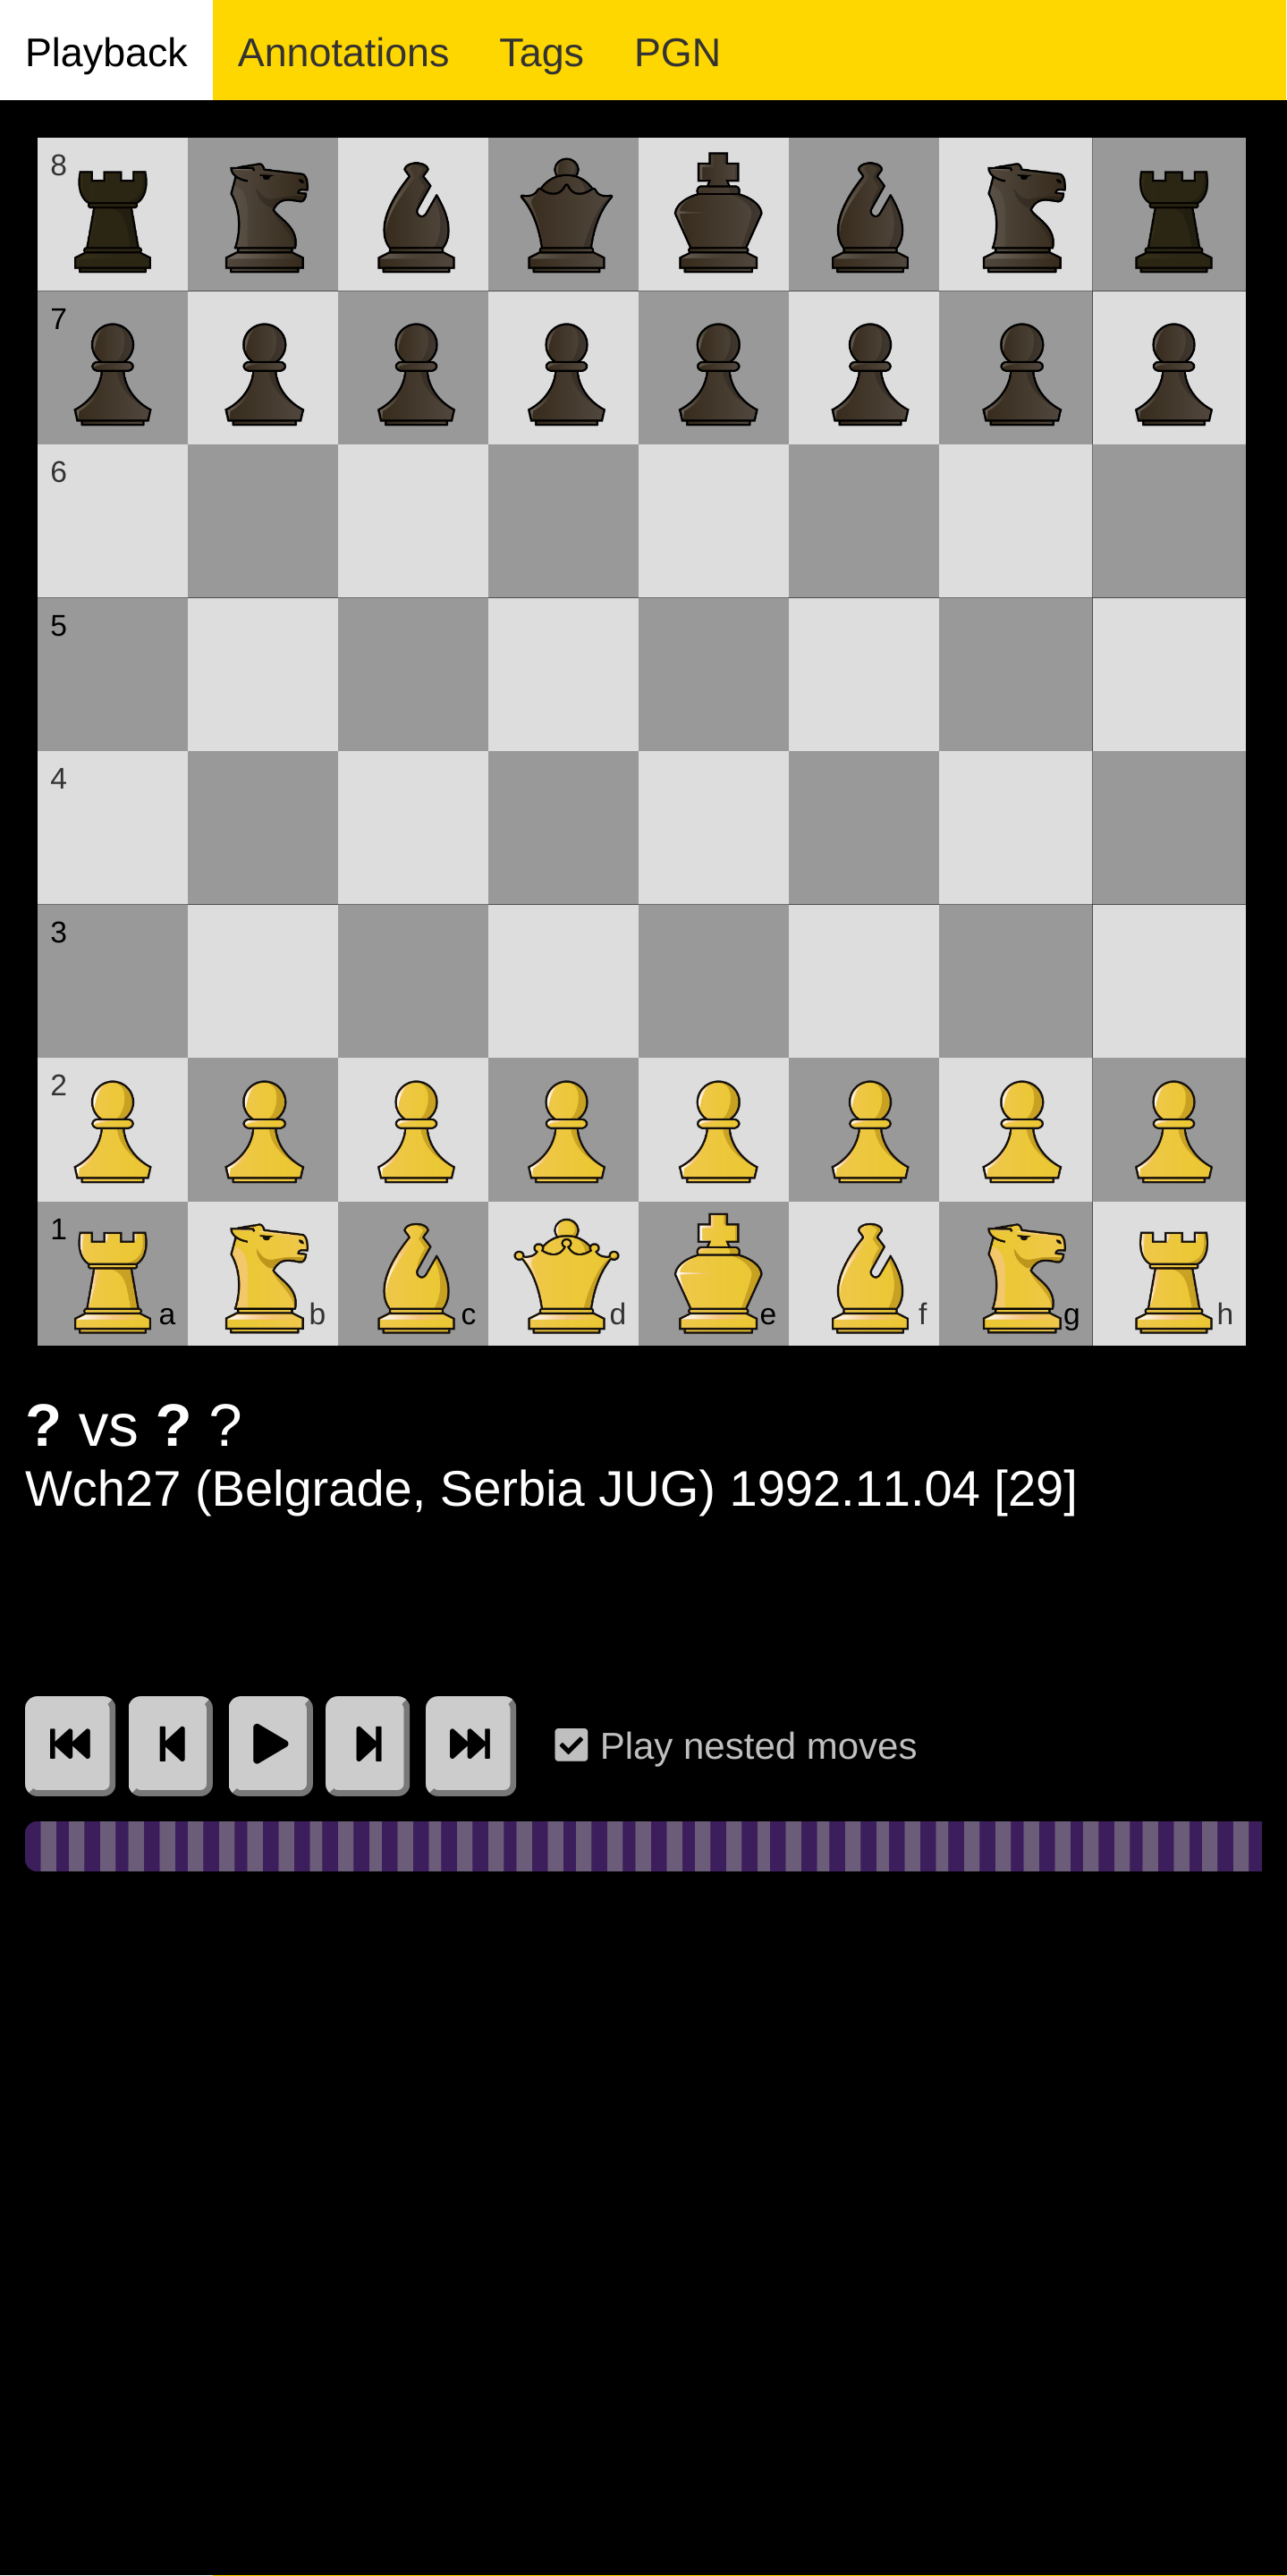 Playback Annotations Tags PGN
8
7
6
5
4
3
2
1
a b c d e f g h
? vs ? ?
Wch27 (Belgrade, Serbia JUG) 1992.11.04 [29]
Play nested moves